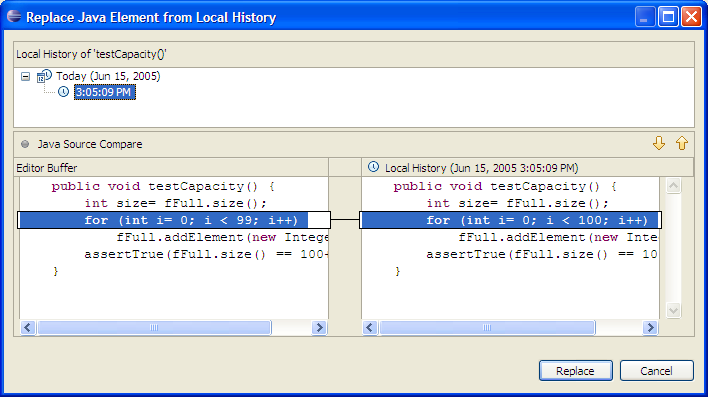 Replace Java Element from Local History
Local History of 'testCapacity()'
Today (Jun 15, 2005)
3:05:09 PM
Java Source Compare
Editor Buffer
public void testCapacity() {
int size= fFull.size();
for (int i= 0; i < 99; i++)
fFull.addElement(new Intege
assertTrue(fFull.size() == 100+
}
Local History (Jun 15, 2005 3:05:09 PM)
public void testCapacity() {
int size= fFull.size();
for (int i= 0; i < 100; i++)
fFull.addElement(new Inte
assertTrue(fFull.size() == 10
}
Replace
Cancel